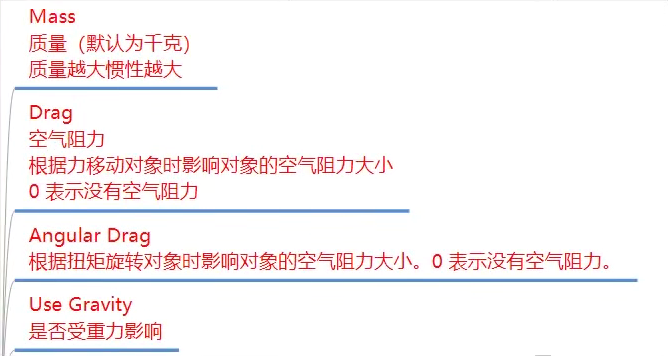 Mass
质量（默认为千克）
质量越大惯性越大
Drag
空气阻力
根据力移动对象时影响对象的空气阻力大小
0 表示没有空气阻力
Angular Drag
根据扭矩旋转对象时影响对象的空气阻力大小。0 表示没有空气阻力。
Use Gravity
是否受重力影响